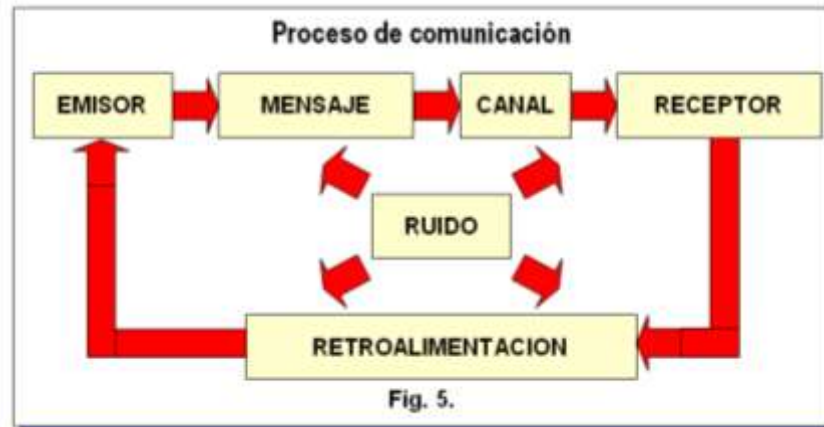 Proceso de comunicación
EMISOR MENSAJE CANAL RECEPTOR
RUIDO
RETROALIMENTACION
Fig. 5.